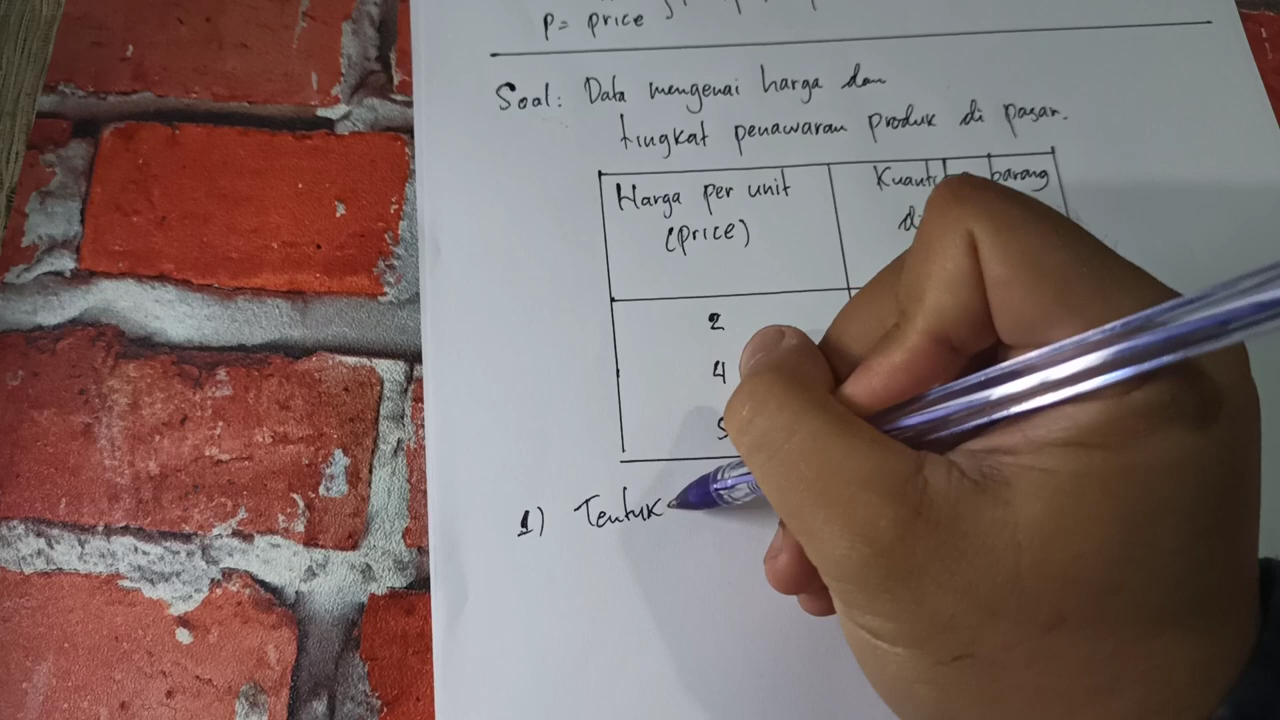 P= price
Soal: Data mengenai harga dan
tingkat penawaran produk di pasar.
Harga per unit
(price)
barang
2
4
1) Tentuk